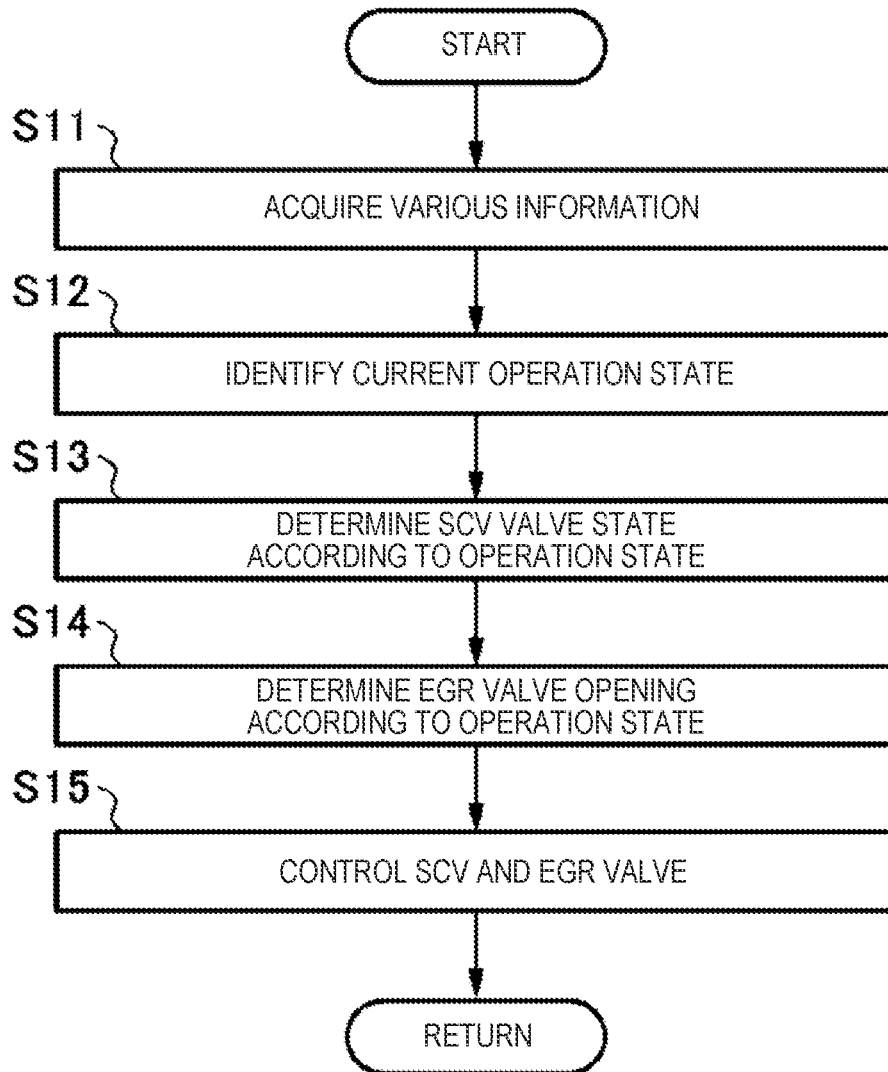 START
S11
ACQUIRE VARIOUS INFORMATION
S12
IDENTIFY CURRENT OPERATION STATE
S13
DETERMINE SCV VALVE STATE
ACCORDING TO OPERATION STATE
S14
DETERMINE EGR VALVE OPENING
ACCORDING TO OPERATION STATE
S15
CONTROL SCV AND EGR VALVE
RETURN